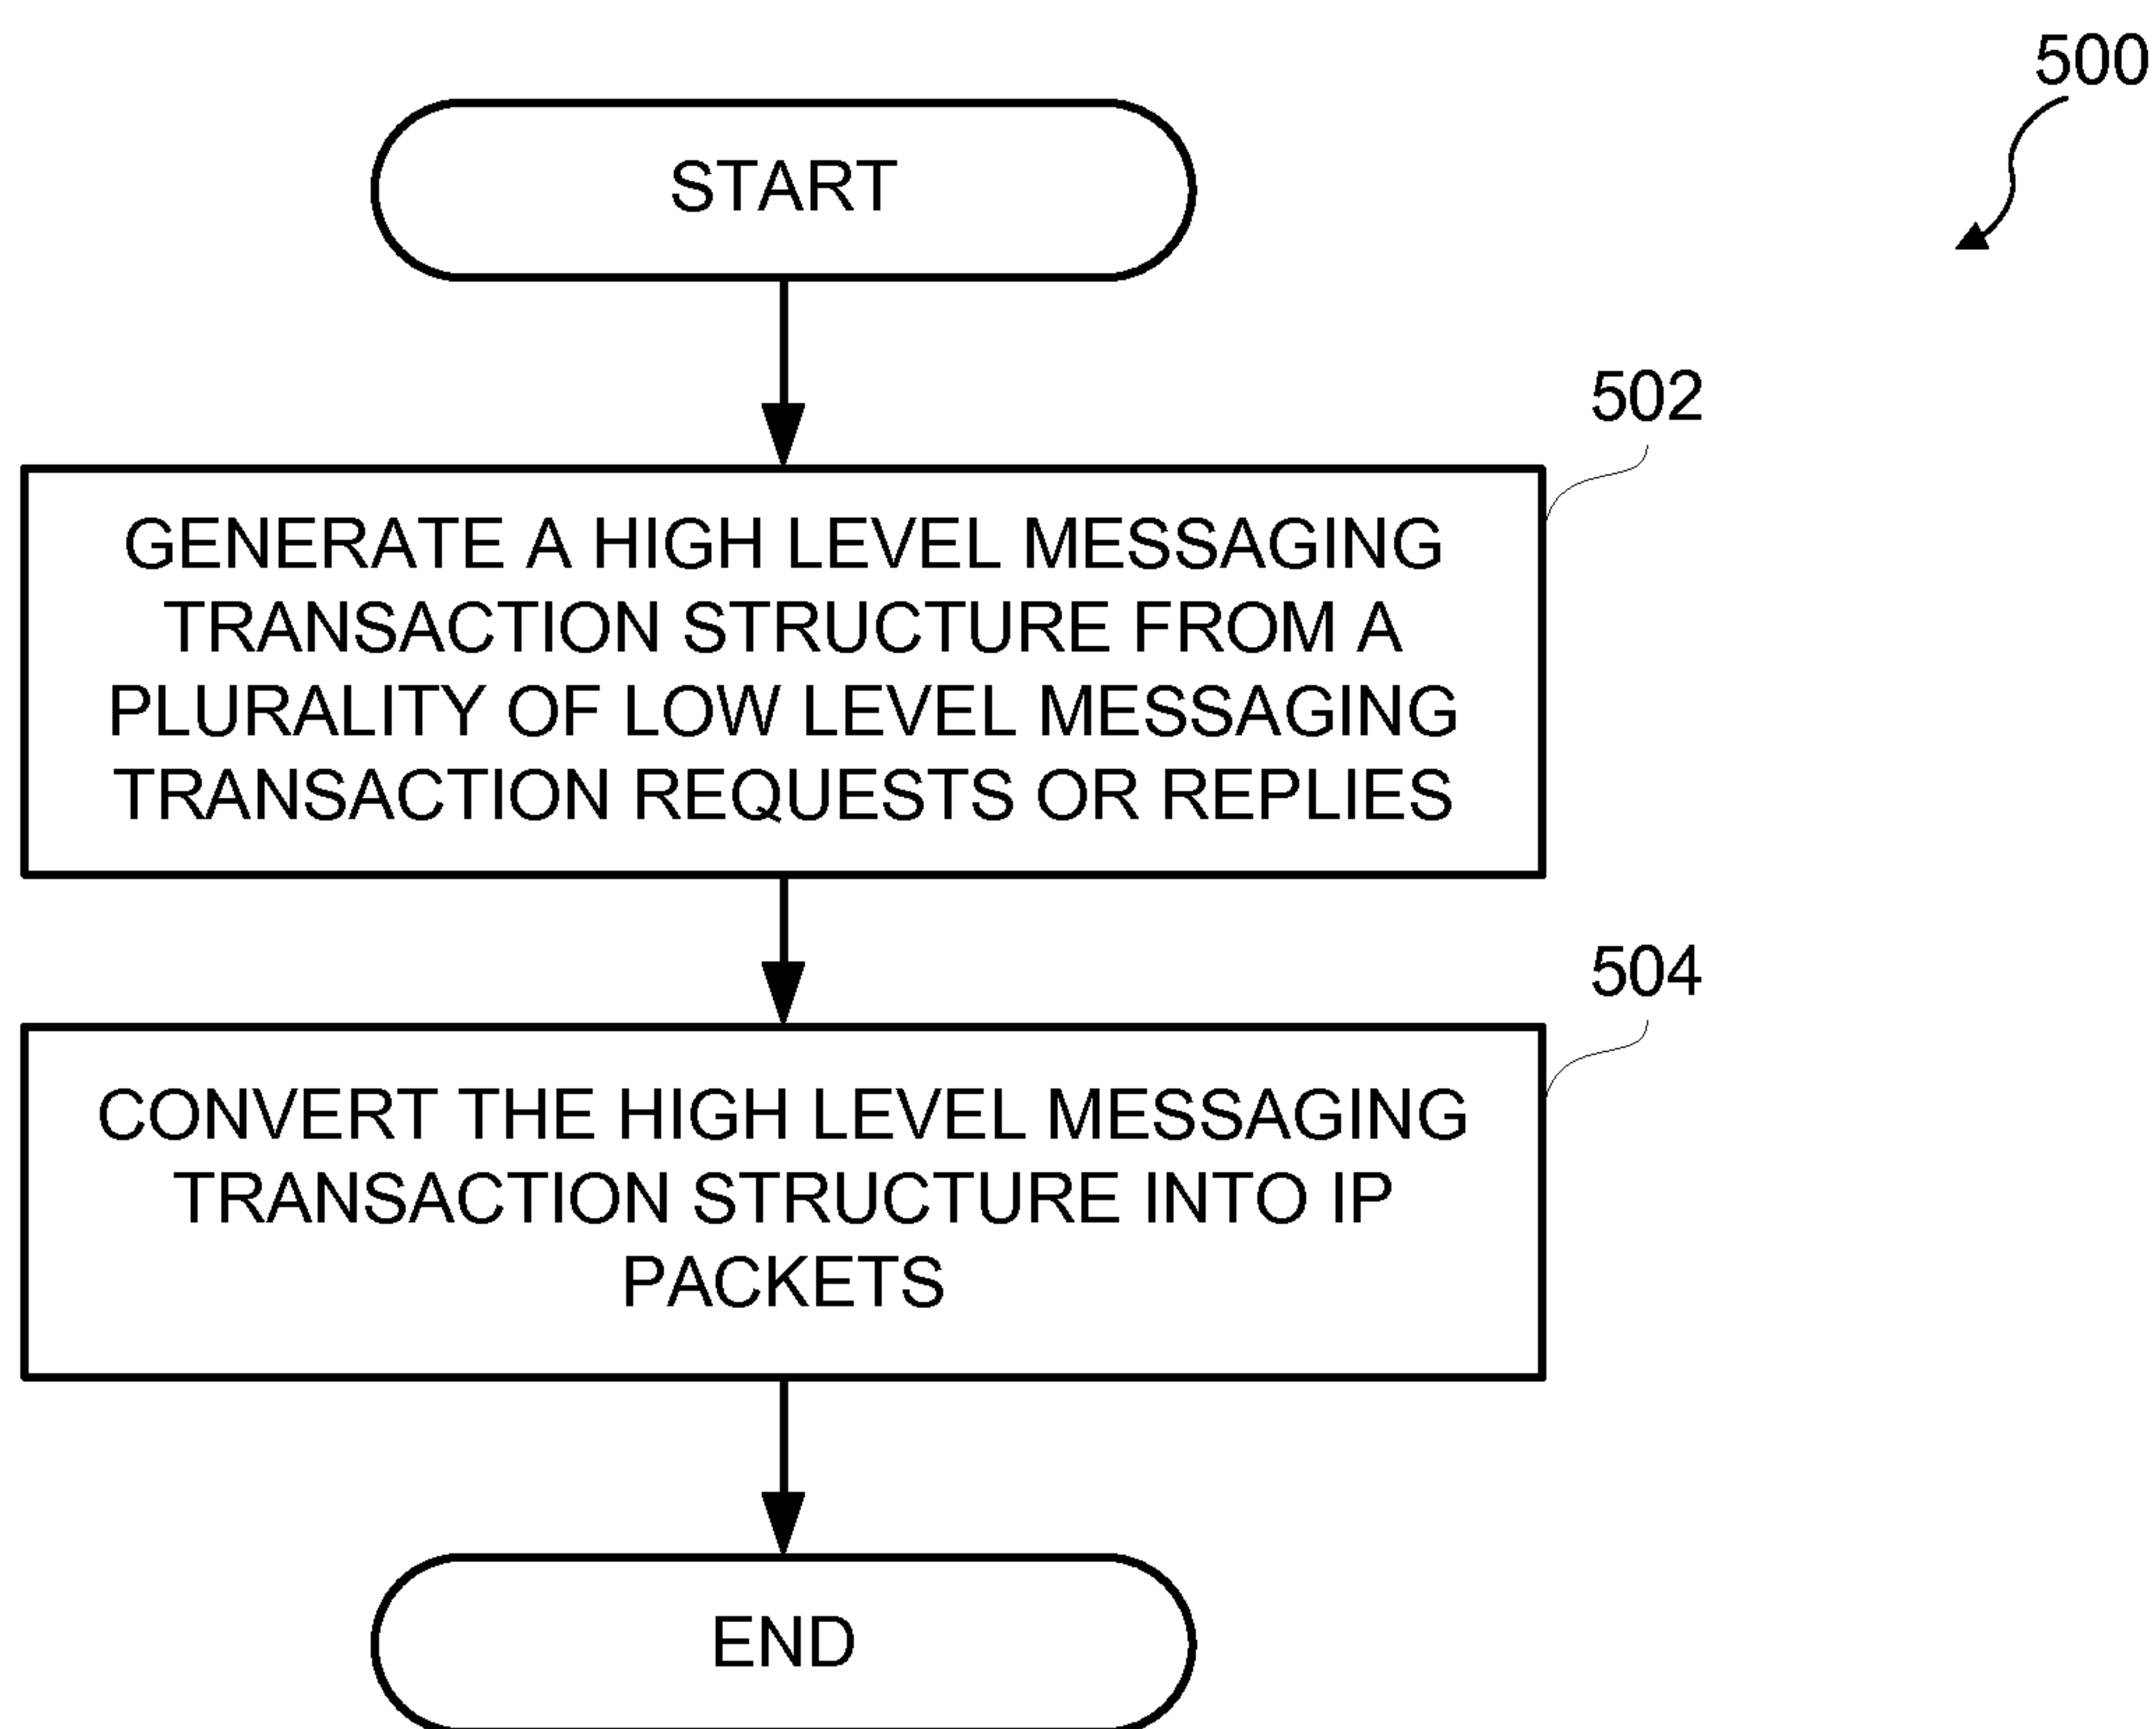 500
START
502
GENERATE A HIGH LEVEL MESSAGING
TRANSACTION STRUCTURE FROM A
PLURALITY OF LOW LEVEL MESSAGING
TRANSACTION REQUESTS OR REPLIES
504
CONVERT THE HIGH LEVEL MESSAGING
TRANSACTION STRUCTURE INTO IP
PACKETS
END